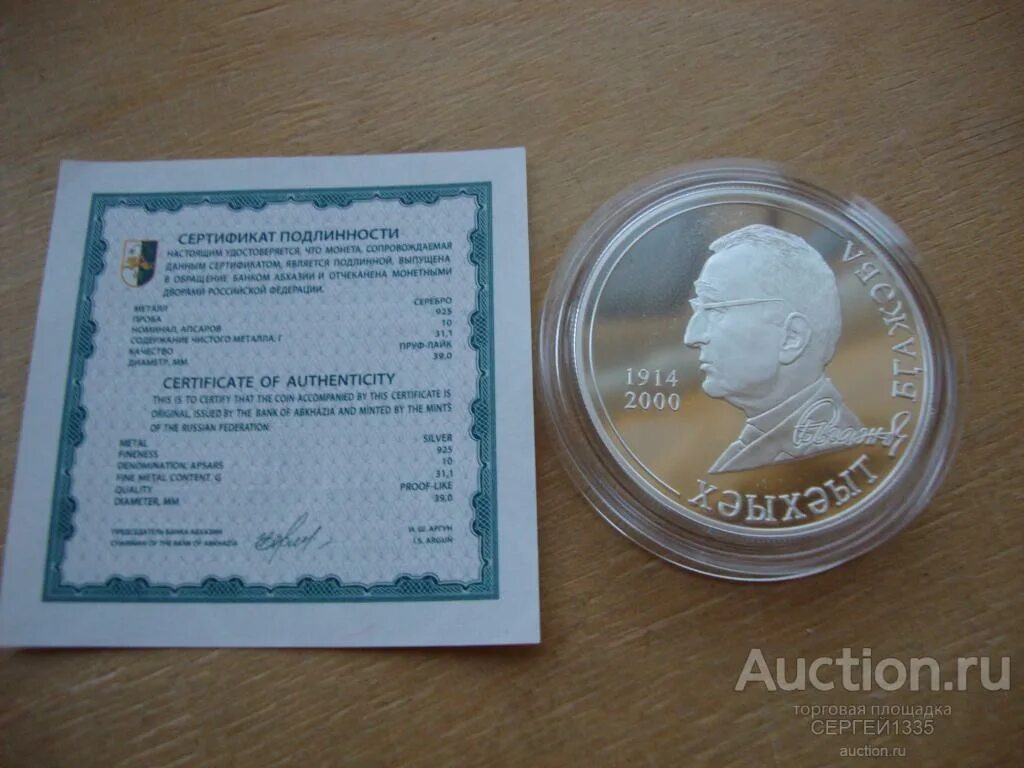 СЕРТИФИКАТ ПОДЛИННОСТИ
НАСТОЯЩИМ УДОСТОВЕРЯЕТСЯ, ЧТО МОНЕТА, СОПРОВОЖДАЕМАЯ
ДАННЫМ СЕРТИФИКАТОМ, ЯВЛЯЕТСЯ ПОДЛИННОЙ, ВЫПУЩЕНА
В ОБРАЩЕНИЕ БАНКОМ АБХАЗИИ И ОТЧЕКАНЕНА МОНЕТНЫМИ
ДВОРАМИ РОССИЙСКОЙ ФЕДЕРАЦИИ.
МЕТАЛЛ СЕРЕБРО
ПРОБА 925
НОМИНАЛ, АПСАРОВ 10
СОДЕРЖАНИЕ ЧИСТОГО МЕТАЛЛА, Г 31,1
КАЧЕСТВО ПРУФ-ЛАЙК
ДИАМЕТР, ММ 39,0
CERTIFICATE OF AUTHENTICITY
THIS IS TO CERTIFY THAT THE COIN ACCOMPANIED BY THIS CERTIFICATE IS
ORIGINAL, ISSUED BY THE BANK OF ABKHAZIA AND MINTED BY THE MINTS
OF THE RUSSIAN FEDERATION.
METAL SILVER
FINENESS 925
DENOMINATION, APSARS 10
FINE METAL CONTENT, G 31,1
QUALITY PROOF-LIKE
DIAMETER, MM 39,0
ПРЕДСЕДАТЕЛЬ БАНКА АБХАЗИИ И.Ш. АРГУН
CHAIRMAN OF THE BANK OF ABKHAZIA I.S. ARGUN
1914
2000
Auction.ru
торговая площадка
СЕРГЕЙ1335
auction.ru